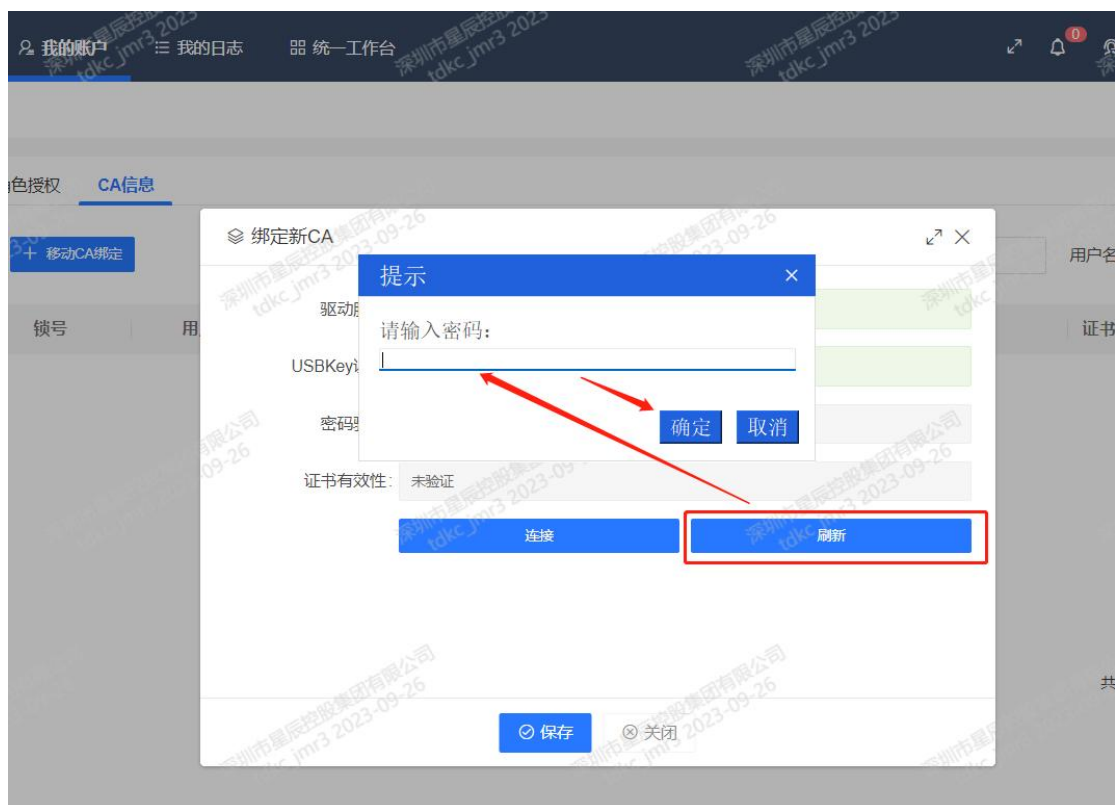 我的账户
我的日志
统一工作台
0
角色授权
CA信息
+ 移动CA绑定
用户名
锁号
用
证书
绑定新CA
提示
请输入密码：
确定
取消
驱动
USBKey
密码
证书有效性：
未验证
连接
刷新
保存
关闭
共
深圳市星辰控股集团有限公司
tdkc_jmr3 2023-09-26